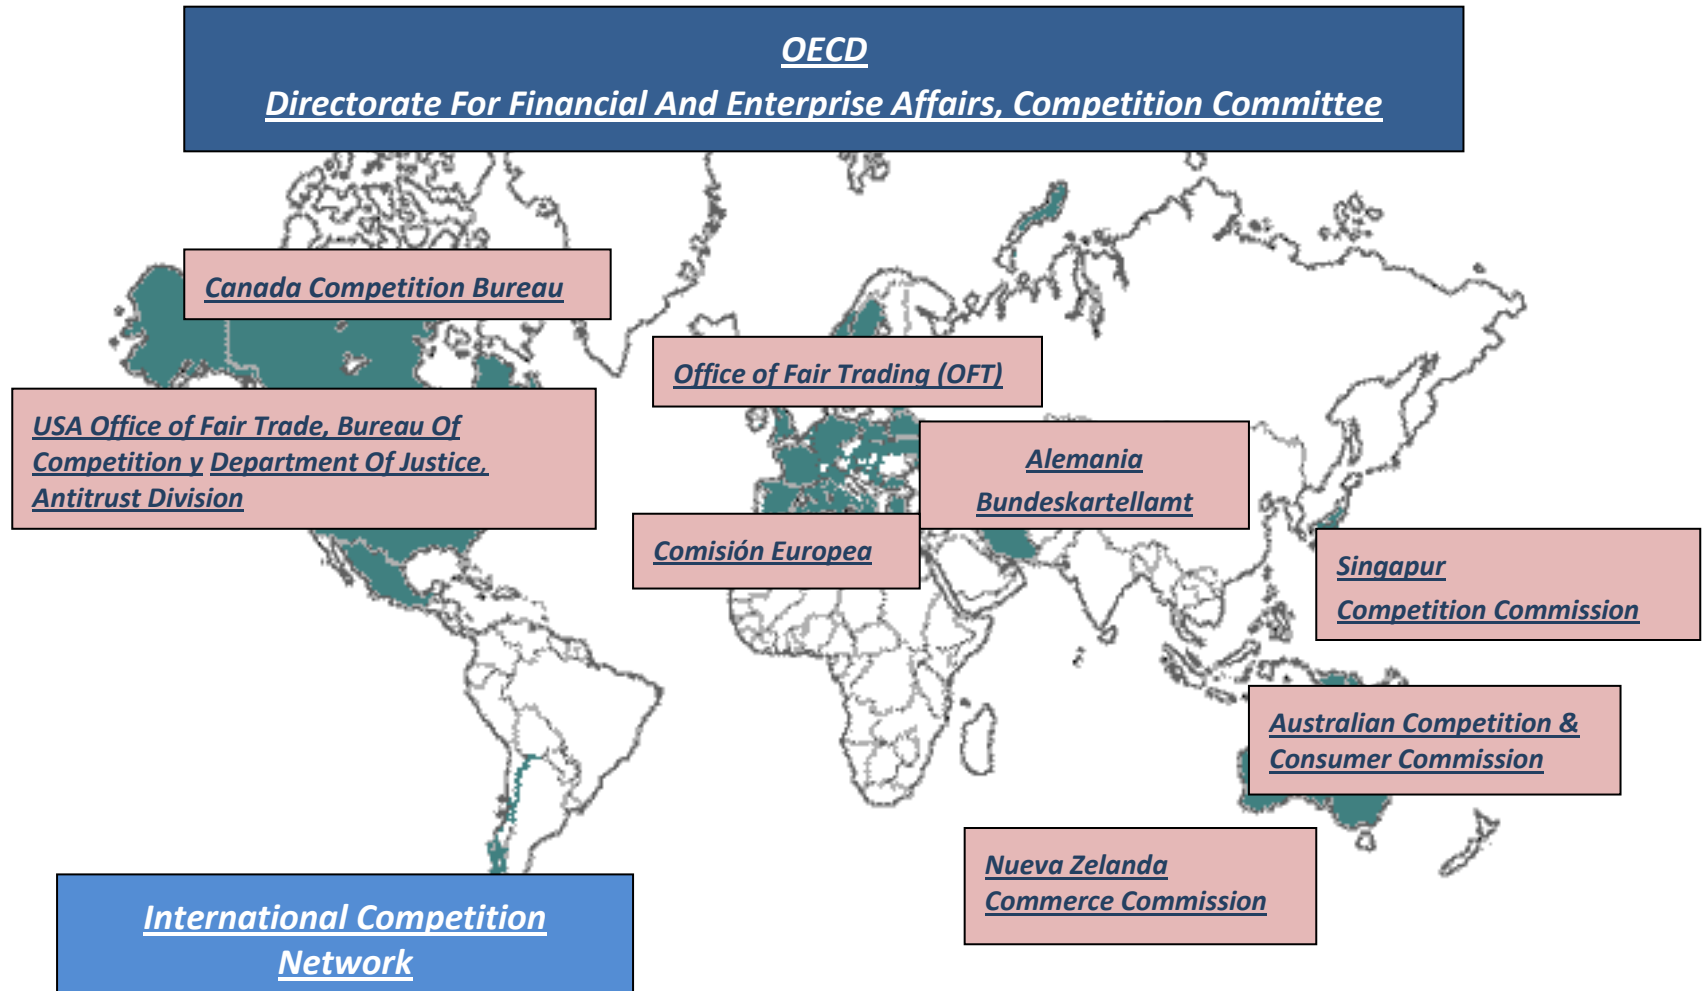 OECD
Directorate For Financial And Enterprise Affairs, Competition Committee
Canada Competition Bureau
Office of Fair Trading (OFT)
USA Office of Fair Trade, Bureau Of
Competition y Department Of Justice,
Antitrust Division
Alemania
Bundeskartellamt
Comisión Europea
Singapur
Competition Commission
Australian Competition &
Consumer Commission
Nueva Zelanda
Commerce Commission
International Competition
Network